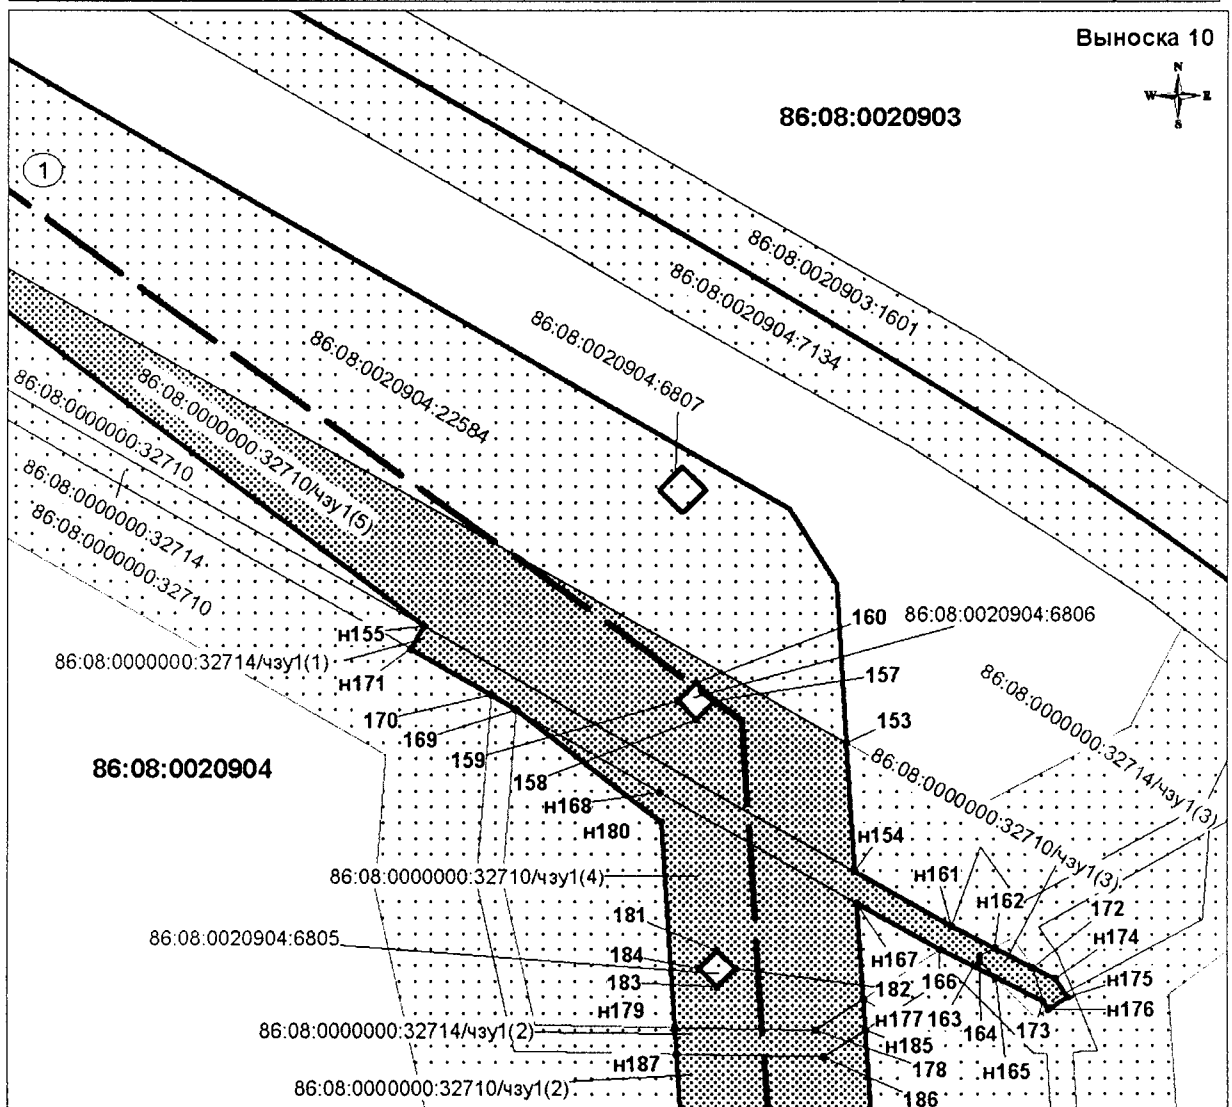 Выноска 10
N
W E
S
86:08:0020903
1
86:08:0020903:1601
86:08:0020904:7134
86:08:0020904:6807
86:08:0020904:22584
86:08:0000000:32710/чзу1(5)
86:08:0000000:32710
86:08:0000000:32714
86:08:0000000:32710
н155
86:08:0000000:32714/чзу1(1)
н171
160
86:08:0020904:6806
157
153
86:08:0000000:32714/чзу1(3)
86:08:0000000:32710/чзу1(3)
170
169
159
158
86:08:0020904
н168
н180
н154
86:08:0000000:32710/чзу1(4)
н161
н162
172
181
н174
86:08:0020904:6805
184
н167
183
182
166
н175
н179
н177
163
н176
86:08:0000000:32714/чзу1(2)
164
173
н185
н187
178
н165
86:08:0000000:32710/чзу1(2)
186